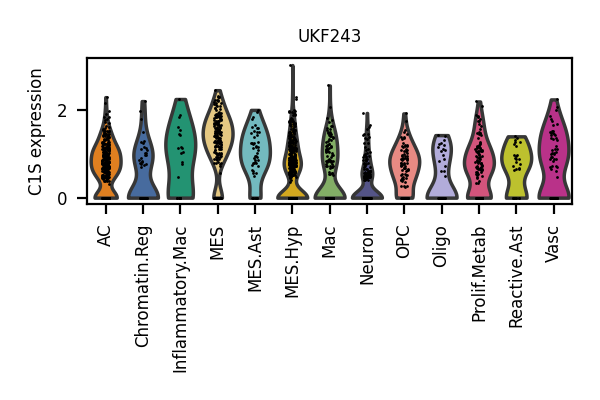 UKF243
C1S expression
2
0
AC
Chromatin.Reg
Inflammatory.Mac
MES
MES.Ast
MES.Hyp
Mac
Neuron
OPC
Oligo
Prolif.Metab
Reactive.Ast
Vasc